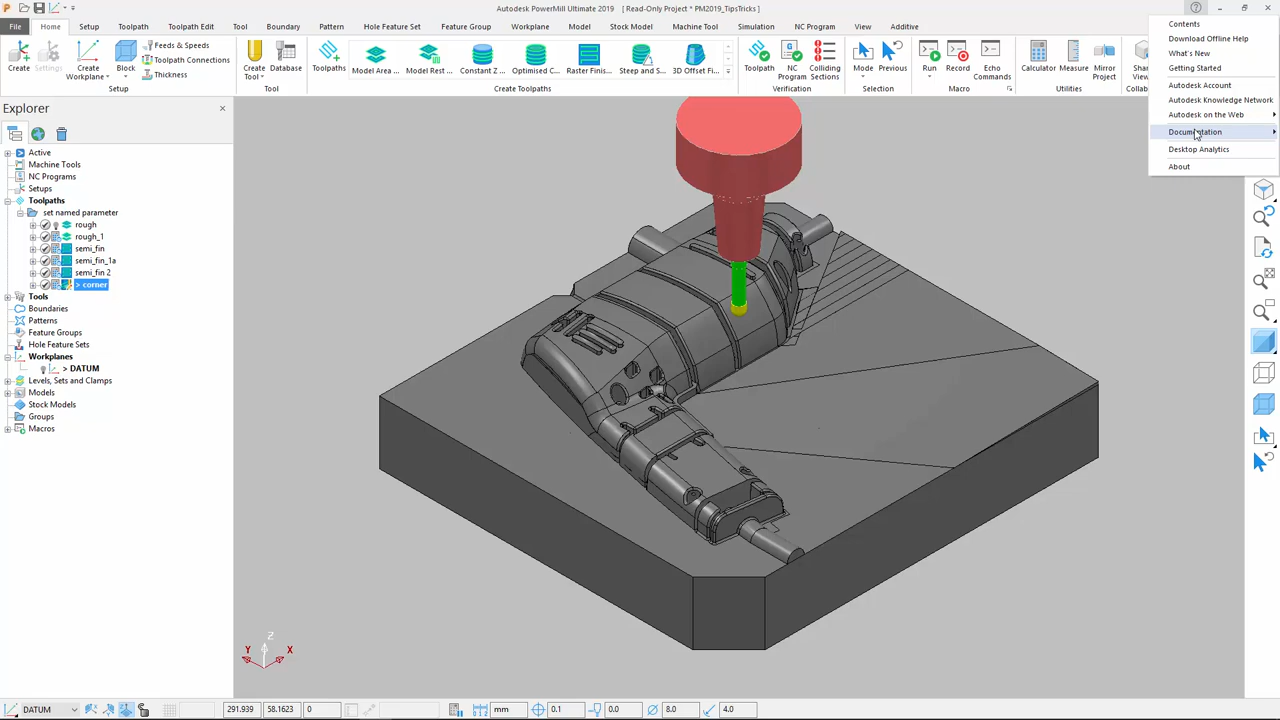 Autodesk PowerMill Ultimate 2019 [ Read-Only Project * PM2019_TipsTricks]
File Home Setup Toolpath Toolpath Edit Tool Boundary Pattern Hole Feature Set Feature Group Workplane Model Stock Model Machine Tool Simulation View NC Program Additive
Create
Settings
Create Workplane
Block
Feeds & Speeds
Toolpath Connections
Thickness
Setup
Create Tool
Database
Tool
Toolpaths
Model Area ...
Model Rest ...
Constant Z ...
Optimised C...
Raster Finis...
Steep and S...
3D Offset Fi...
Create Toolpaths
Toolpath
NC Program
Colliding Sections
Verification
Mode
Previous
Selection
Run
Record
Echo Commands
Macro
Calculator
Measure
Mirror Project
Utilities
Sha
View
Collab
Contents
Download Offline Help
What's New
Getting Started
Autodesk Account
Autodesk Knowledge Network
Autodesk on the Web
Documentation
Desktop Analytics
About
Explorer
Active
Machine Tools
NC Programs
Setups
Toolpaths
set named parameter
rough
rough_1
semi_fin
semi_fin_1a
semi_fin 2
> corner
Tools
Boundaries
Patterns
Feature Groups
Hole Feature Sets
Workplanes
> DATUM
Levels, Sets and Clamps
Models
Stock Models
Groups
Macros
Z
Y X
DATUM 291.939 58.1623 0 mm 0.1 0.0 8.0 4.0